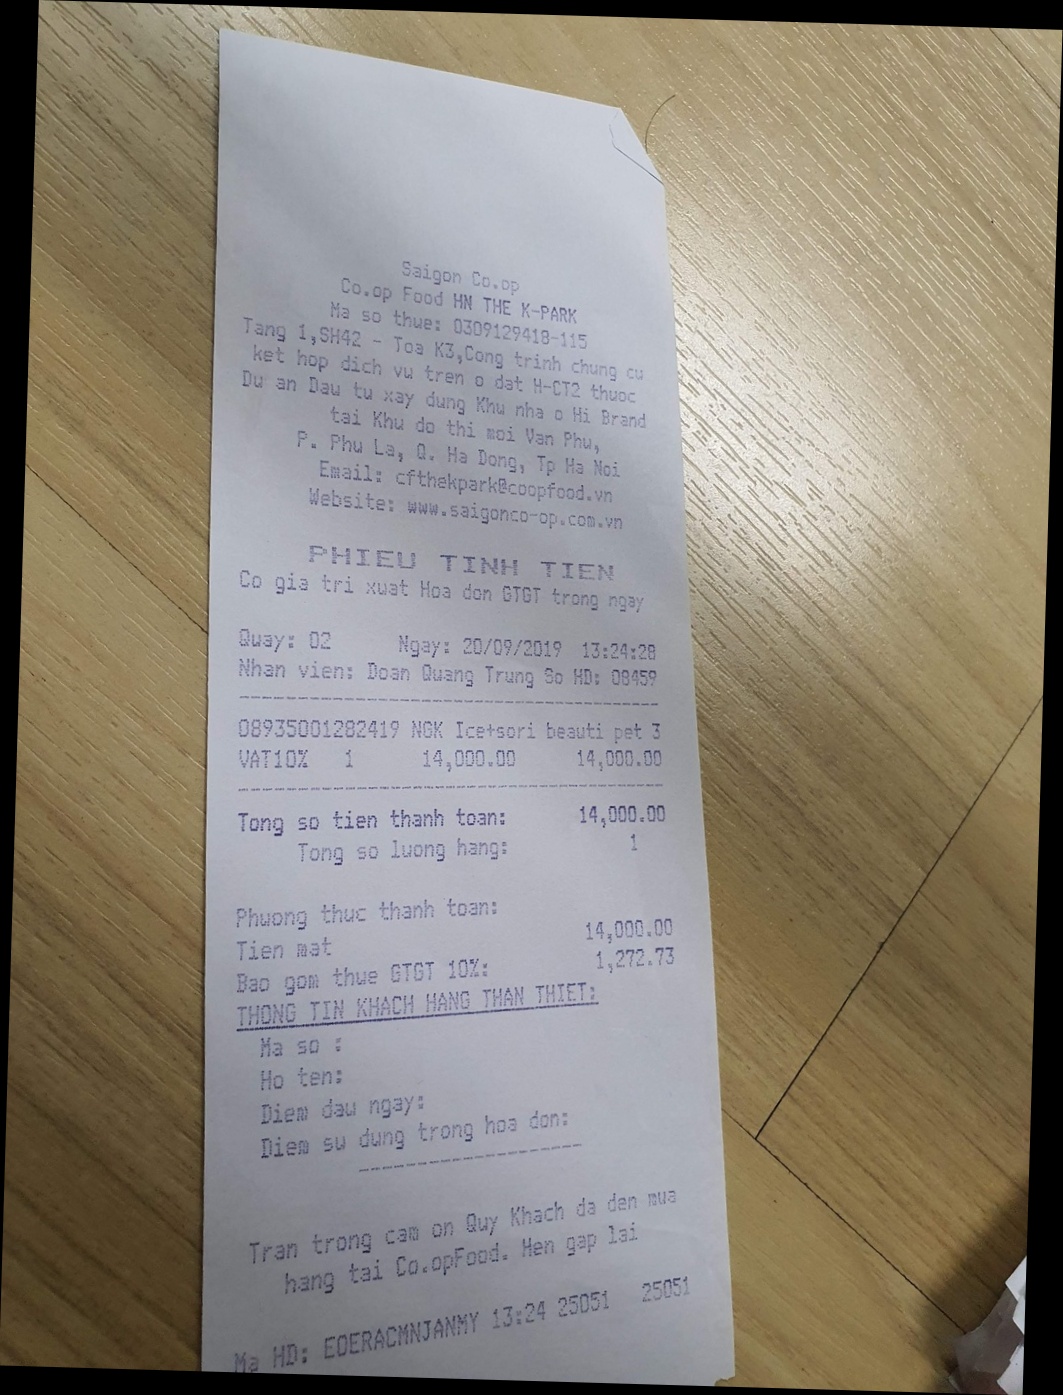 Saigon Co.op
Co.op Food HN THE K-PARK
Ma so thue: 0309129418-115
Tang 1,SH42 - Toa K3,Cong trinh chung cu
ket hop dich vu tren o dat H-CT2 thuoc
Du an Dau tu xay dung Khu nha o Hi Brand
tai Khu do thi moi Van Phu,
P. Phu La, Q. Ha Dong, Tp Ha Noi
Email: cfthekpark@coopfood.vn
Website: www.saigonco-op.com.vn
PHIEU TINH TIEN
Co gia tri xuat Hoa don GTGT trong ngay
Quay: 02 Ngay: 20/09/2019 13:24:28
Nhan vien: Doan Quang Trung So HD: 08459
08935001282419 NGK Ice+sori beauti pet 3
VAT10% 1 14,000.00 14,000.00
Tong so tien thanh toan: 14,000.00
Tong so luong hang: 1
Phuong thuc thanh toan:
Tien mat 14,000.00
Bao gom thue GTGT 10%: 1,272.73
THONG TIN KHACH HANG THAN THIET:
Ma so :
Ho ten:
Diem dau ngay:
Diem su dung trong hoa don:
Tran trong cam on Quy Khach da den mua
hang tai Co.opFood. Hen gap lai
Ma HD: EOERACMNJANMY 13:24 25051 25051